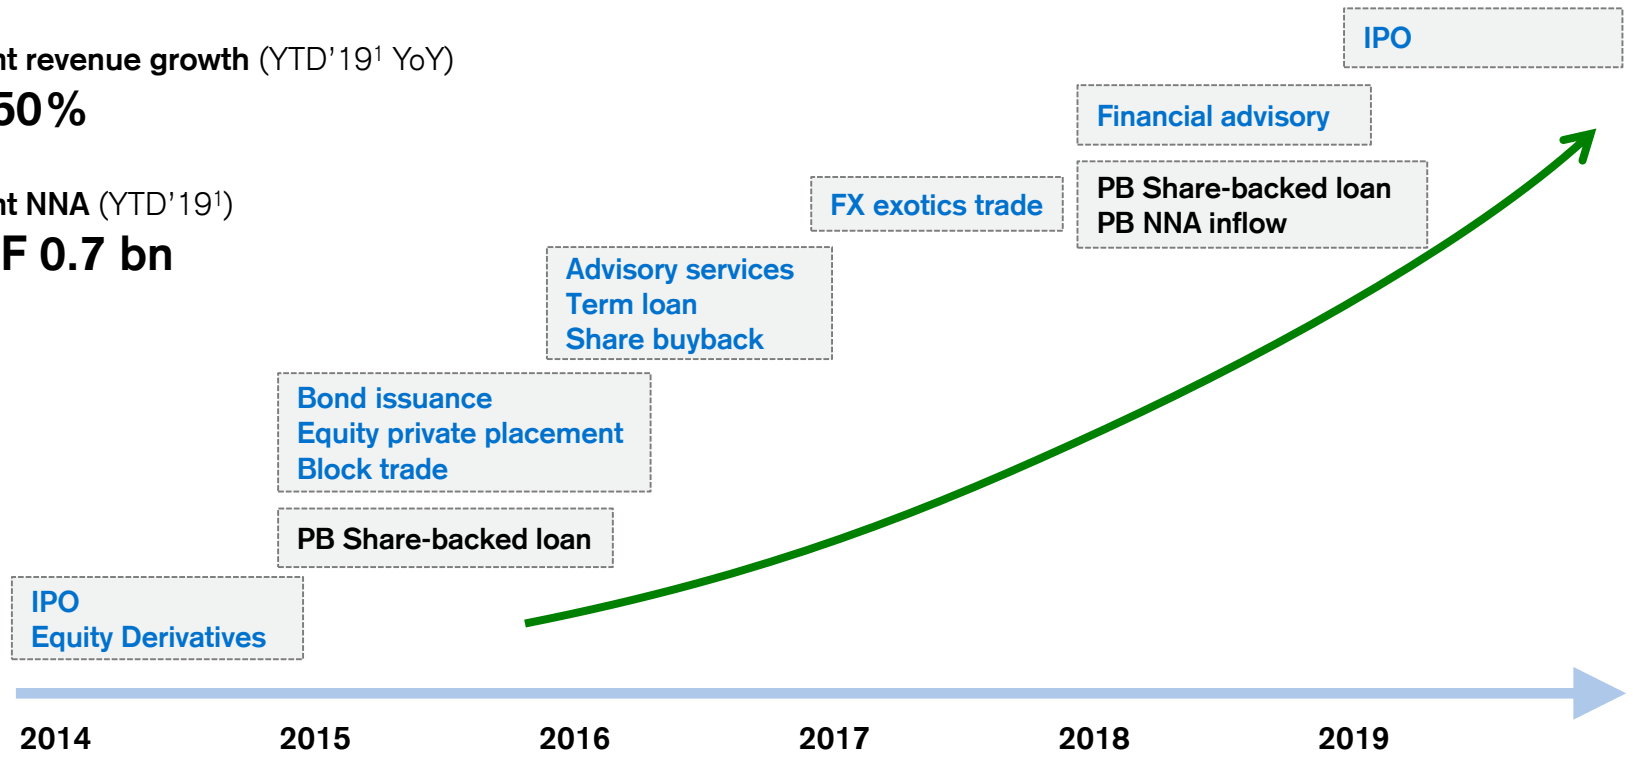 nt revenue growth (YTD'19¹ YoY)
50%
nt NNA (YTD'19¹)
F 0.7 bn
IPO
Financial advisory
PB Share-backed loan
PB NNA inflow
FX exotics trade
Advisory services
Term loan
Share buyback
Bond issuance
Equity private placement
Block trade
PB Share-backed loan
IPO
Equity Derivatives
2014 2015 2016 2017 2018 2019